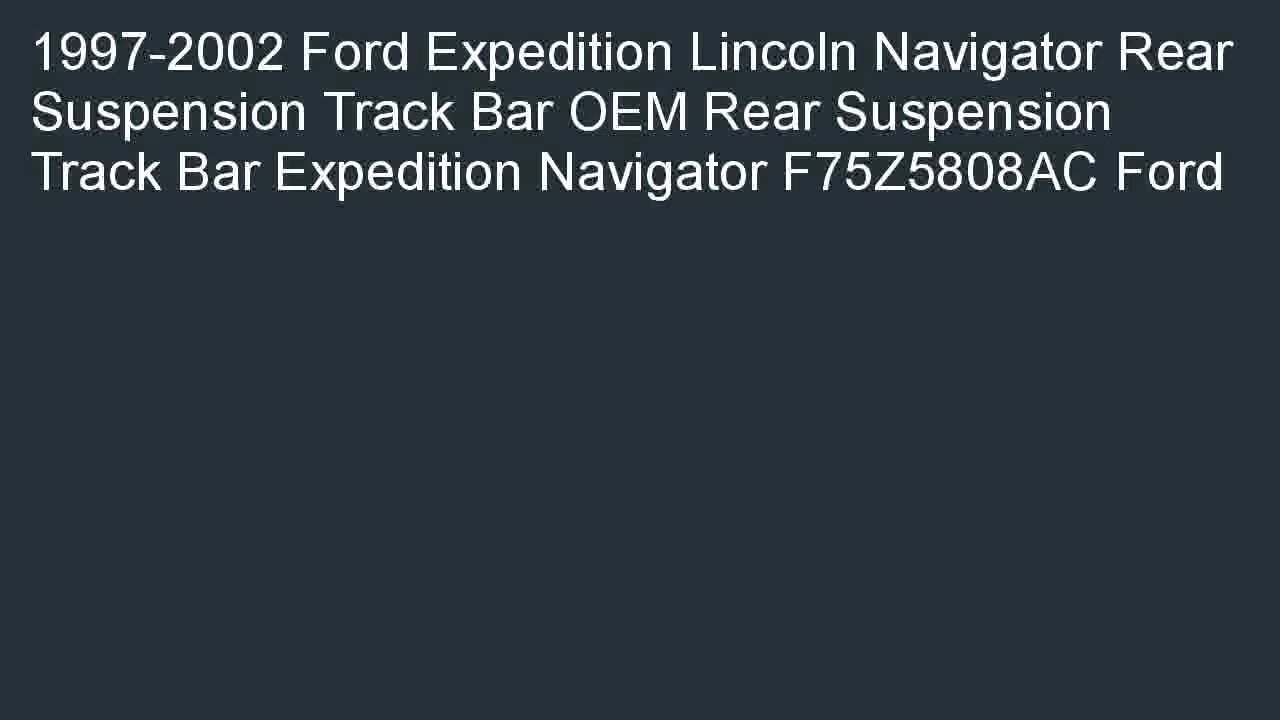 1997-2002 Ford Expedition Lincoln Navigator Rear
Suspension Track Bar OEM Rear Suspension
Track Bar Expedition Navigator F75Z5808AC Ford